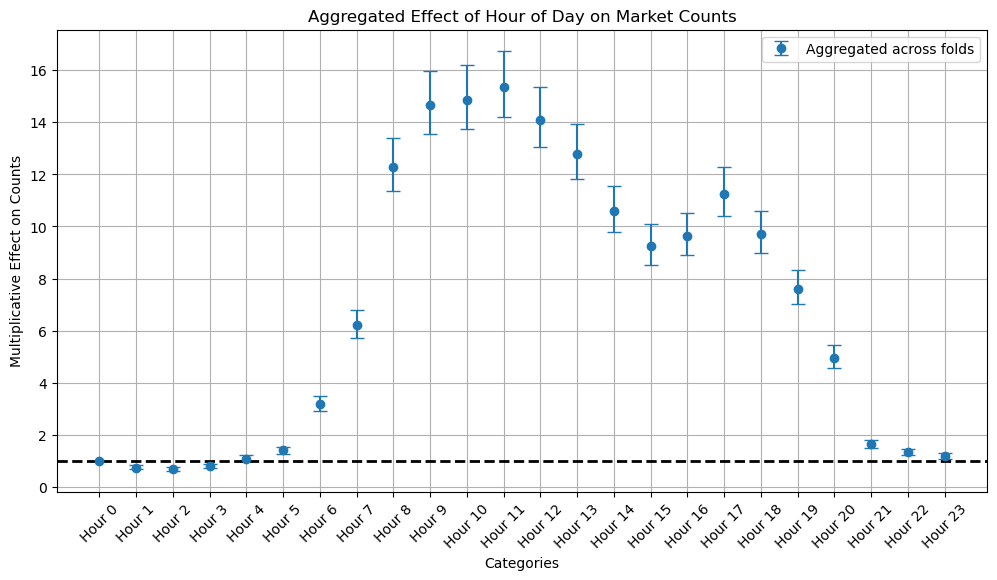 Aggregated Effect of Hour of Day on Market Counts
Aggregated across folds
Multiplicative Effect on Counts
16
14
12
10
8
6
4
2
0
Hour 0
Hour 1
Hour 2
Hour 3
Hour 4
Hour 5
Hour 6
Hour 7
Hour 8
Hour 9
Hour 10
Hour 11
Hour 12
Hour 13
Hour 14
Hour 15
Hour 16
Hour 17
Hour 18
Hour 19
Hour 20
Hour 21
Hour 22
Hour 23
Categories